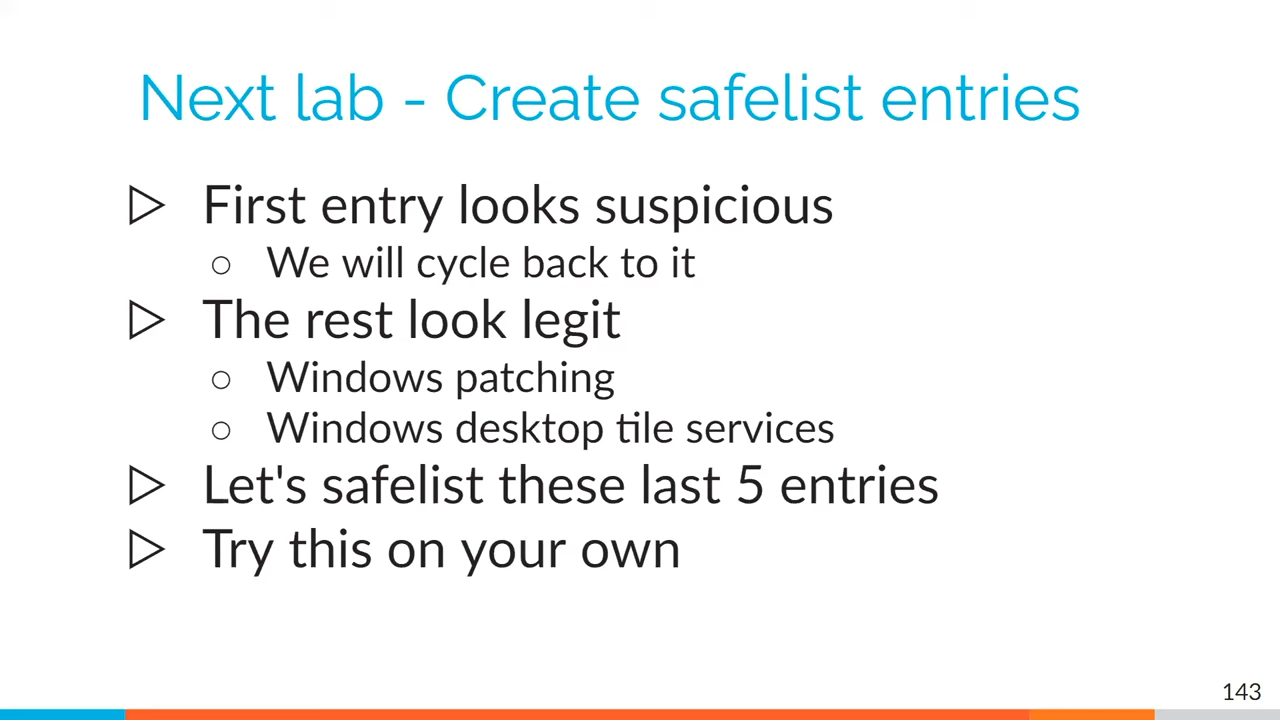 Next lab - Create safelist entries
▷ First entry looks suspicious
○ We will cycle back to it
▷ The rest look legit
○ Windows patching
○ Windows desktop tile services
▷ Let's safelist these last 5 entries
▷ Try this on your own
143